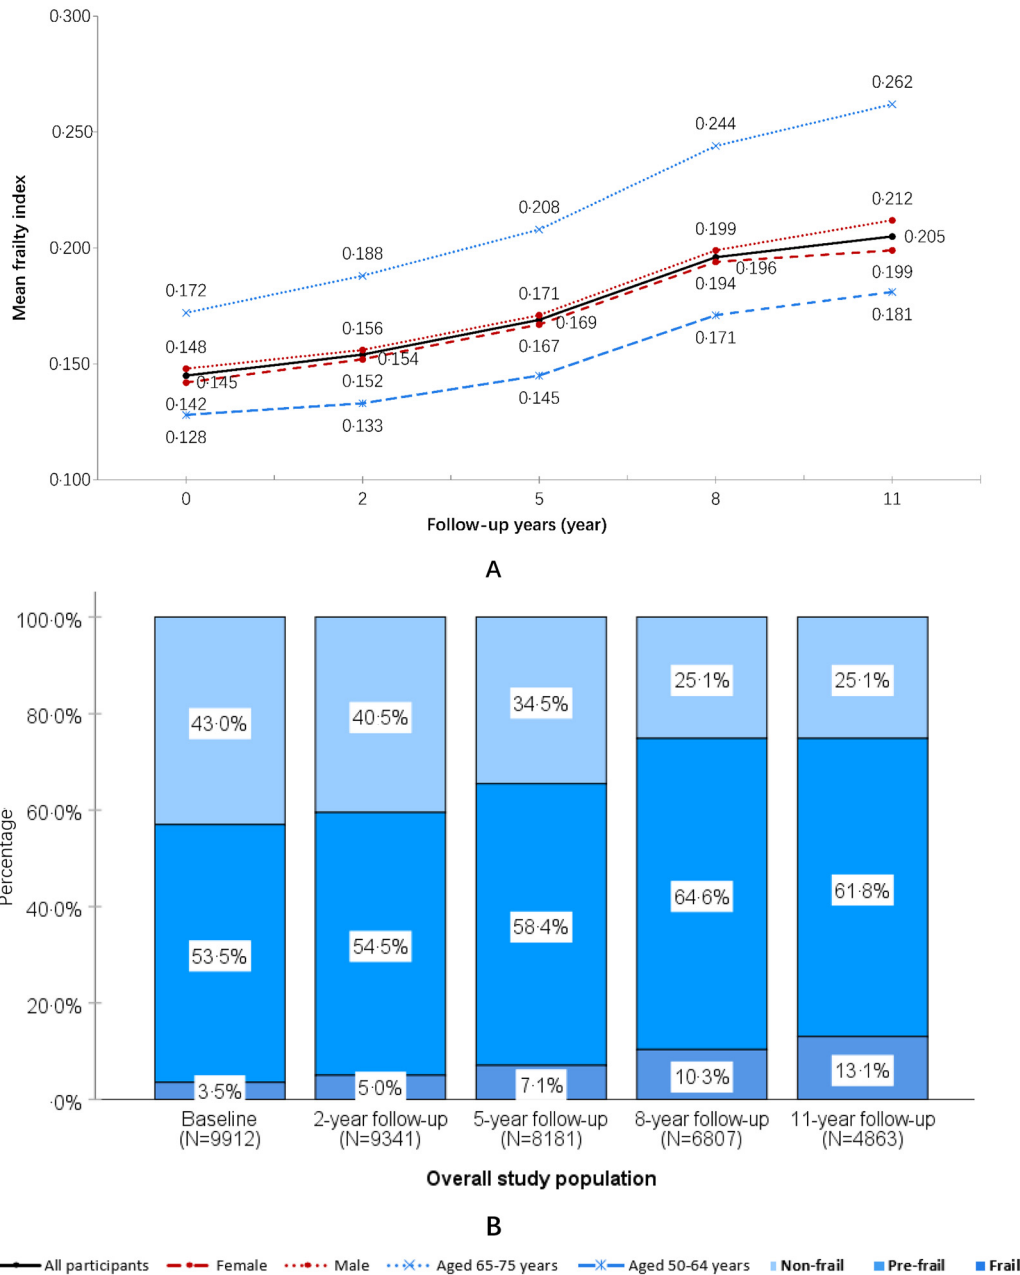 0·300
0·262
0·250
0·244
0·208
0·212
0·199
0·200
0·205
0·188
0·196
0·172
0·171
0·199
0·194
0·156
0·169
0·181
0·148
0·171
0·154
0·167
0·150
0·145
0·152
0·145
0·142
0·133
0·128
0·100
Mean frailty index
0 2 5 8 11
Follow-up years (year)
A
100·0%
80·0%
60·0%
40·0%
20·0%
·0%
Percentage
43·0% 40·5% 34·5% 25·1% 25·1%
53·5% 54·5% 58·4% 64·6% 61·8%
3·5% 5·0% 7·1% 10·3% 13·1%
Baseline 2-year follow-up 5-year follow-up 8-year follow-up 11-year follow-up
(N=9912) (N=9341) (N=8181) (N=6807) (N=4863)
Overall study population
B
All participants Female Male Aged 65-75 years Aged 50-64 years Non-frail Pre-frail Frail